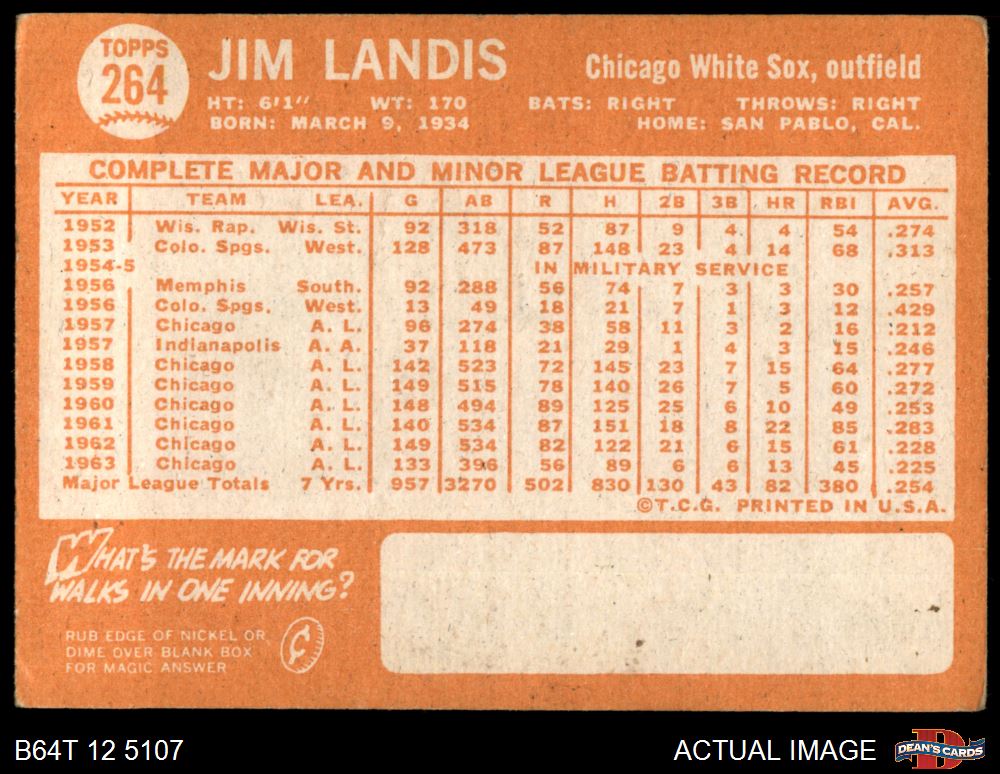 TOPPS
264
JIM LANDIS
Chicago White Sox, outfield
HT: 6'1" WT: 170 BATS: RIGHT THROWS: RIGHT
BORN: MARCH 9, 1934 HOME: SAN PABLO, CAL.
COMPLETE MAJOR AND MINOR LEAGUE BATTING RECORD
YEAR TEAM LEA. G AB R H 2B 3B HR RBI AVG.
1952 Wis. Rap. Wis. St. 92 318 52 87 9 4 4 54 .274
1953 Colo. Spgs. West. 128 473 87 148 23 4 14 68 .313
1954-5 IN MILITARY SERVICE
1956 Memphis South. 92 288 56 74 7 3 3 30 .257
1956 Colo. Spgs. West. 13 49 18 21 7 1 3 12 .429
1957 Chicago A. L. 96 274 38 58 11 3 2 16 .212
1957 Indianapolis A. A. 37 118 21 29 1 4 3 15 .246
1958 Chicago A. L. 142 523 72 145 23 7 15 64 .277
1959 Chicago A. L. 149 515 78 140 26 7 5 60 .272
1960 Chicago A. L. 148 494 89 125 25 6 10 49 .253
1961 Chicago A. L. 140 534 87 151 18 8 22 85 .283
1962 Chicago A. L. 149 534 82 122 21 6 15 61 .228
1963 Chicago A. L. 133 396 56 89 6 6 13 45 .225
Major League Totals 7 Yrs. 957 3270 502 830 130 43 82 380 .254
©T.C.G. PRINTED IN U.S.A.
WHAT'S THE MARK FOR
WALKS IN ONE INNING?
RUB EDGE OF NICKEL OR
DIME OVER BLANK BOX
FOR MAGIC ANSWER
¢
B64T 12 5107
ACTUAL IMAGE
D
DEAN'S CARDS